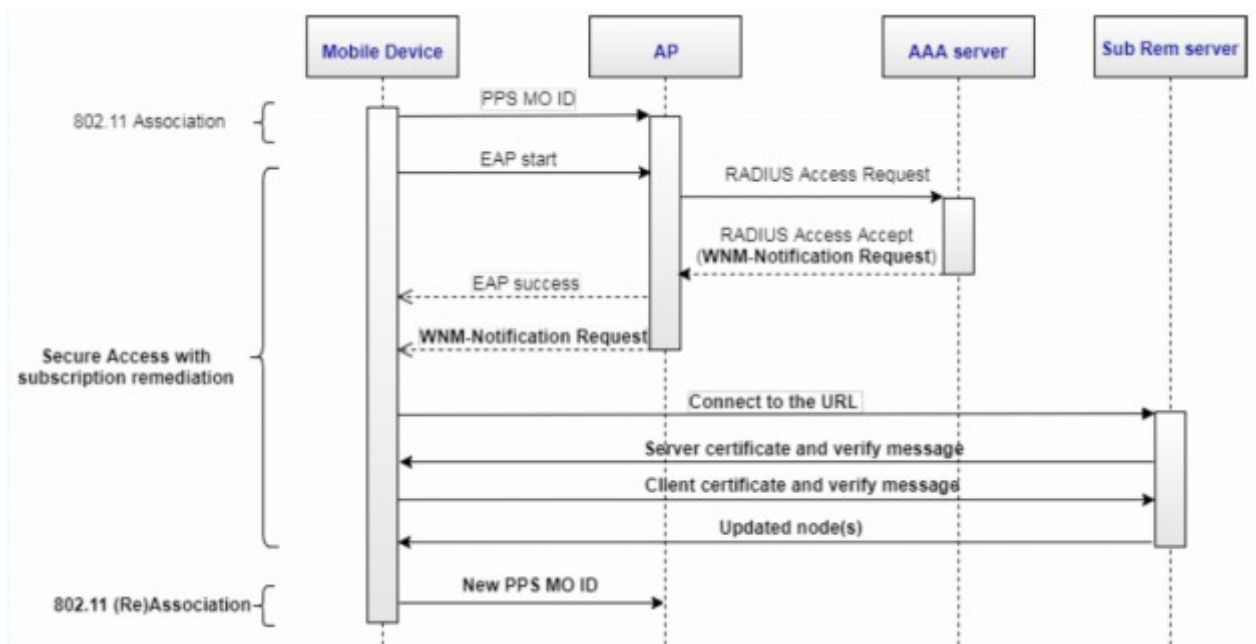 Mobile Device
AP
AAA server
Sub Rem server
802.11 Association
PPS MO ID
EAP start
RADIUS Access Request
RADIUS Access Accept
(WNM-Notification Request)
EAP success
WNM-Notification Request
Secure Access with
subscription remediation
Connect to the URL
Server certificate and verify message
Client certificate and verify message
Updated node(s)
802.11 (Re)Association
New PPS MO ID